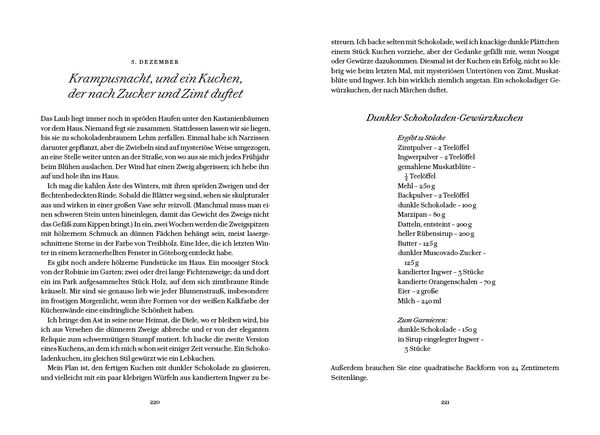 5. DEZEMBER
Krampusnacht, und ein Kuchen,
der nach Zucker und Zimt duftet
Das Laub liegt immer noch in spröden Haufen unter den Kastanienbäumen
vor dem Haus. Niemand fegt sie zusammen. Stattdessen lassen wir sie liegen,
bis sie zu schokoladenbraunem Lehm zerfallen. Einmal habe ich Narzissen
darunter gepflanzt, aber die Zwiebeln sind auf mysteriöse Weise umgezogen,
an eine Stelle weiter unten an der Straße, von wo aus sie mich jedes Frühjahr
beim Blühen auslachen. Der Wind hat einen Zweig abgerissen; ich hebe ihn
auf und hole ihn ins Haus.
Ich mag die kahlen Äste des Winters, mit ihren spröden Zweigen und der
flechtenbedeckten Rinde. Sobald die Blätter weg sind, sehen sie skulpturaler
aus und wirken in einer großen Vase sehr reizvoll. (Manchmal muss man ei-
nen schweren Stein unten hineinlegen, damit das Gewicht des Zweigs nicht
das Gefäß zum Kippen bringt.) In ein, zwei Wochen werden die Zweigspitzen
mit hölzernem Schmuck an dünnen Fädchen behängt sein, meist laserge-
schnittene Sterne in der Farbe von Treibholz. Eine Idee, die ich letzten Win-
ter in einem kerzenerhellten Fenster in Göteborg entdeckt habe.
Es gibt noch andere hölzerne Fundstücke im Haus. Ein moosiger Stock
von der Robinie im Garten; zwei oder drei lange Fichtenzweige; da und dort
ein im Park aufgesammeltes Stück Holz, auf dem sich zimtbraune Rinde
kräuselt. Mir sind sie genauso lieb wie jeder Blumenstrauß, insbesondere
im frostigen Morgenlicht, wenn ihre Formen vor der weißen Kalkfarbe der
Küchenwände eine eindringliche Schönheit haben.
Ich bringe den Ast in seine neue Heimat, die Diele, wo er bleiben wird, bis
ich aus Versehen die dünneren Zweige abbreche und er von der eleganten
Reliquie zum schwermütigen Stumpf mutiert. Ich backe die zweite Version
eines Kuchens, an dem ich mich schon seit einiger Zeit versuche. Ein Schoko-
ladenkuchen, im gleichen Stil gewürzt wie ein Lebkuchen.
Mein Plan ist, den fertigen Kuchen mit dunkler Schokolade zu glasieren,
und vielleicht mit ein paar klebrigen Würfeln aus kandiertem Ingwer zu be-
220
streuen. Ich backe selten mit Schokolade, weil ich knackige dunkle Plättchen
einem Stück Kuchen vorziehe, aber der Gedanke gefällt mir, wenn Nougat
oder Gewürze dazukommen. Diesmal ist der Kuchen ein Erfolg, nicht so kle-
brig wie beim letzten Mal, mit mysteriösen Untertönen von Zimt, Muskat-
blüte und Ingwer. Ich bin wirklich ziemlich angetan. Ein schokoladiger Ge-
würzkuchen, der nach Märchen duftet.
Dunkler Schokoladen-Gewürzkuchen
Ergibt 12 Stücke
Zimtpulver – 2 Teelöffel
Ingwerpulver – 2 Teelöffel
gemahlene Muskatblüte –
¼ Teelöffel
Mehl – 250 g
Backpulver – 2 Teelöffel
dunkle Schokolade – 100 g
Marzipan – 80 g
Datteln, entsteint – 200 g
heller Rübensirup – 200 g
Butter – 125 g
dunkler Muscovado-Zucker –
125 g
kandierter Ingwer – 3 Stücke
kandierte Orangenschalen – 70 g
Eier – 2 große
Milch – 240 ml
Zum Garnieren:
dunkle Schokolade – 150 g
in Sirup eingelegter Ingwer –
3 Stücke
Außerdem brauchen Sie eine quadratische Backform von 24 Zentimetern
Seitenlänge.
221